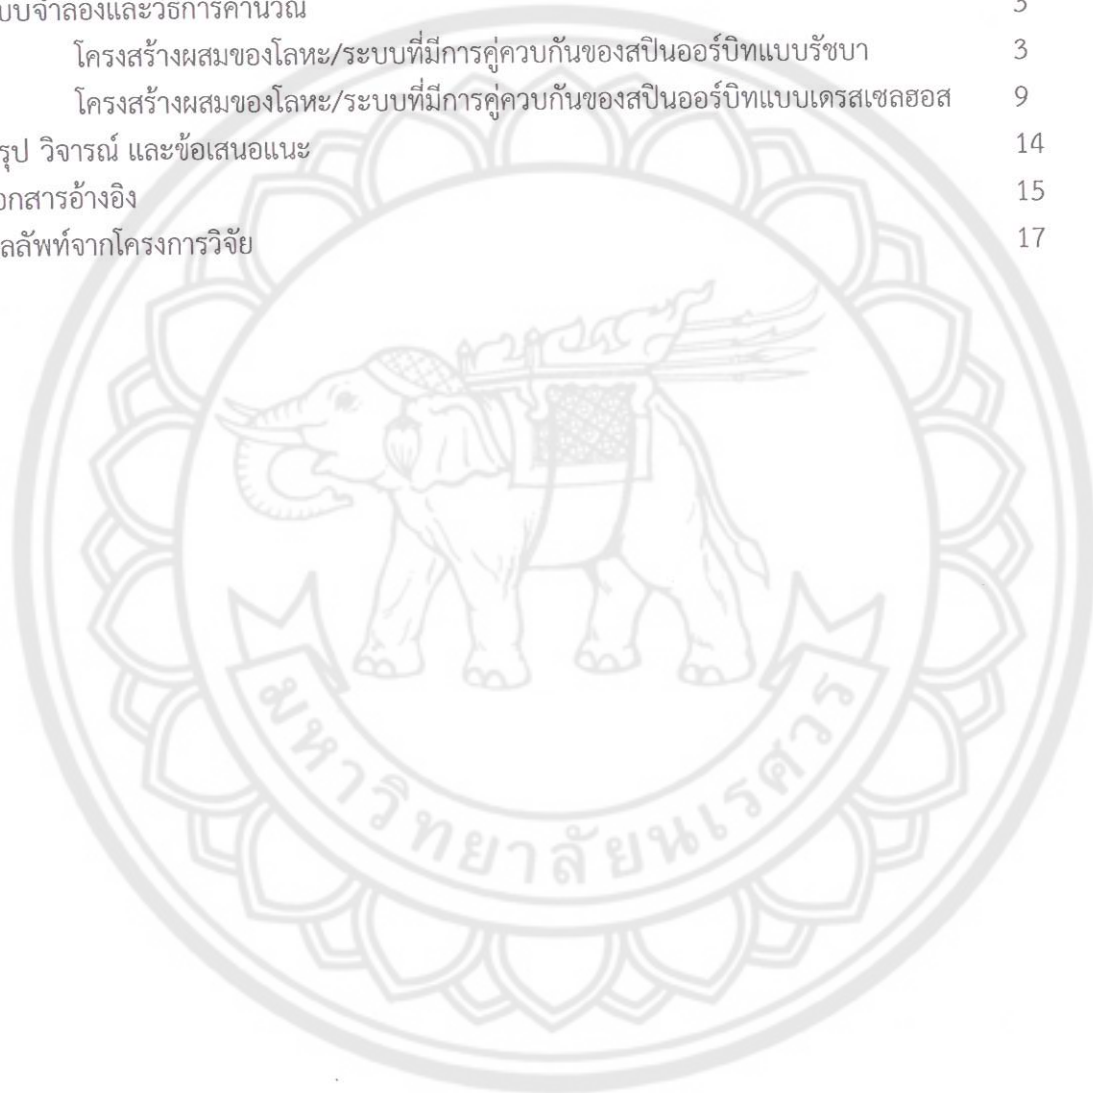 บบจำลองและวิธีการคำนวณ 3
โครงสร้างผสมของโลหะ/ระบบที่มีการคู่ควบกันของสปินออร์บิทแบบรัชบา 3
โครงสร้างผสมของโลหะ/ระบบที่มีการคู่ควบกันของสปินออร์บิทแบบเดรสเซลฮอส 9
รุป วิจารณ์ และข้อเสนอแนะ 14
อกสารอ้างอิง 15
ลลัพท์จากโครงการวิจัย 17
มหาวิทยาลัยนเรศวร